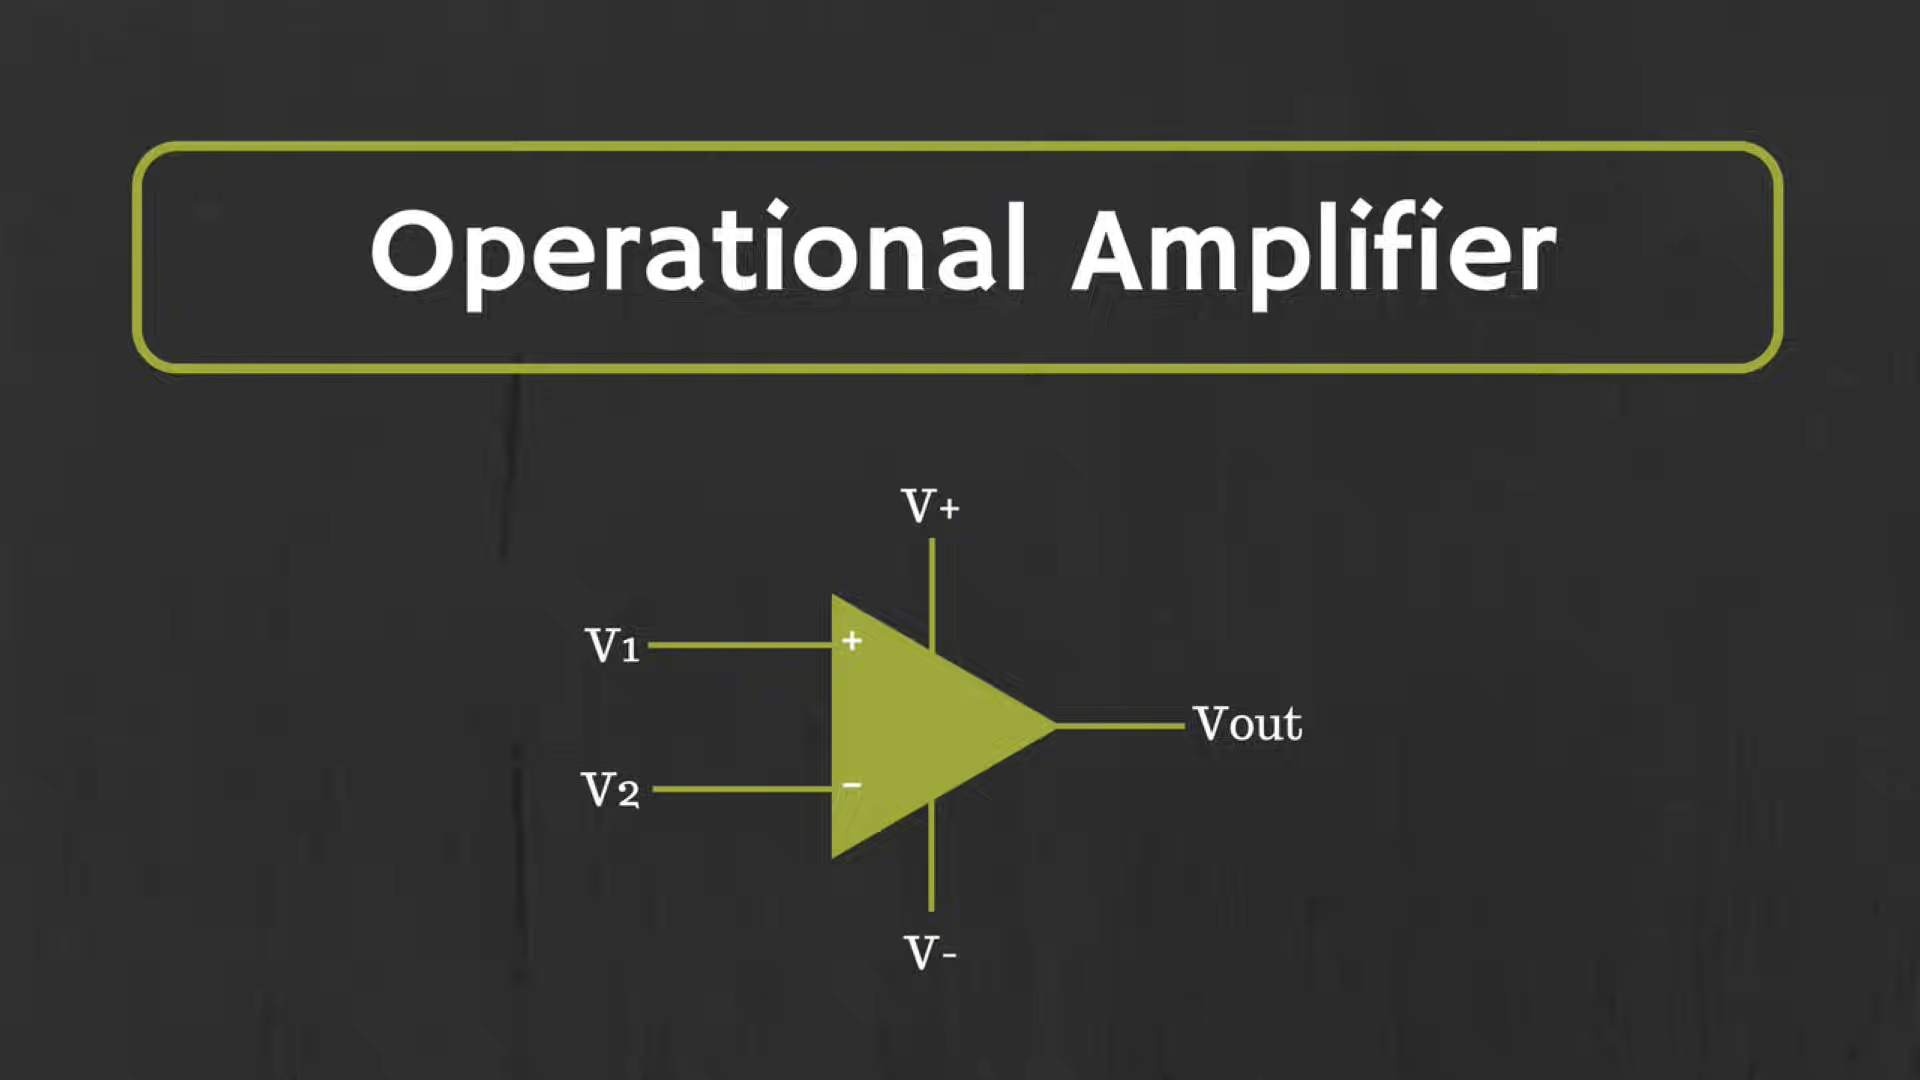 Operational Amplifier
V+
V1
+
Vout
V2
-
V-